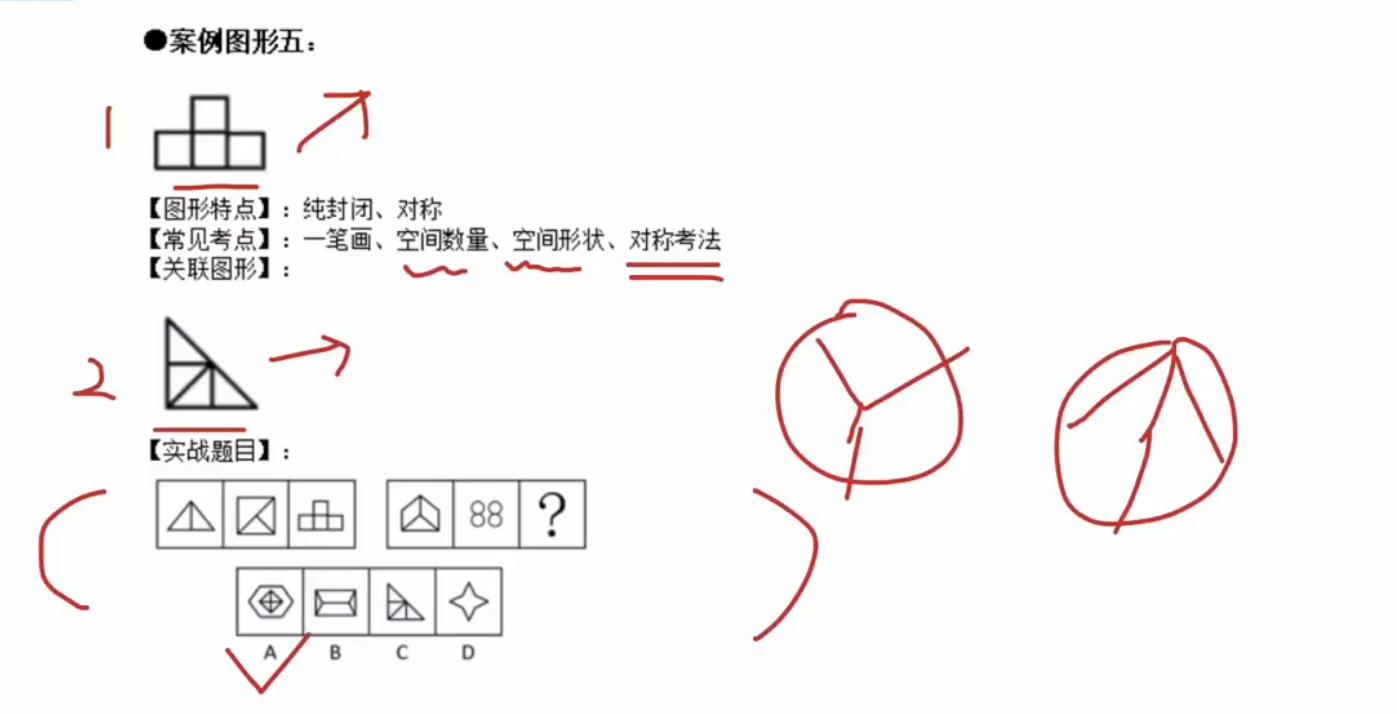 ●案例图形五：
1
【图形特点】：纯封闭、对称
【常见考点】：一笔画、空间数量、空间形状、对称考法
【关联图形】：
2
【实战题目】：
88 ?
A B C D